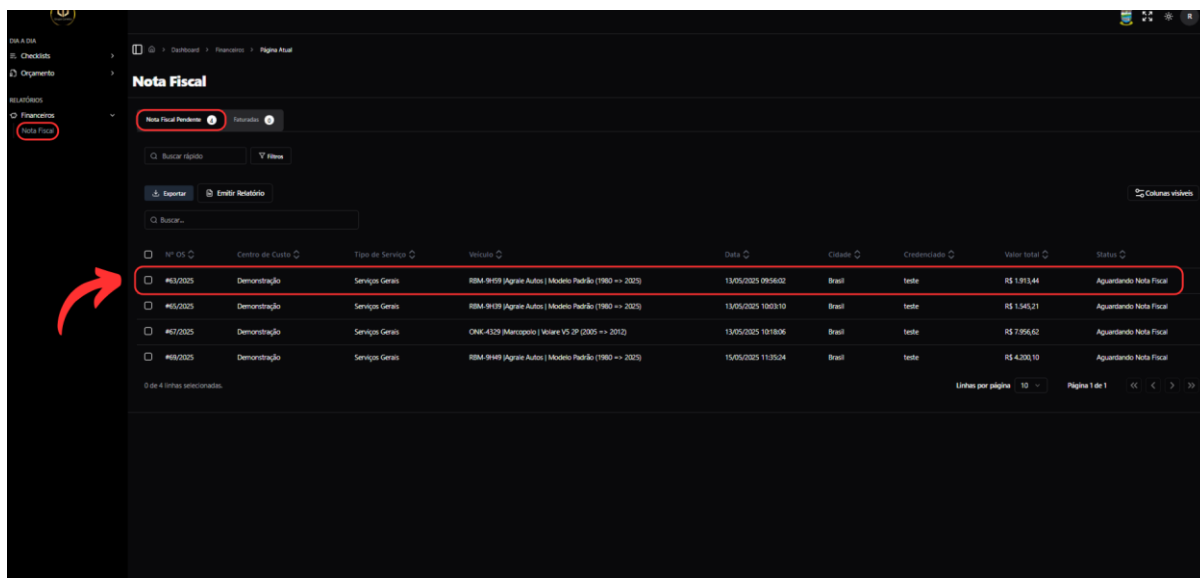 R
DIA A DIA
Checklists
Orçamento
RELATÓRIOS
Financeiros
Nota Fiscal
Dashboard > Financeiros > Página Atual
Nota Fiscal
Nota Fiscal Pendente 4 Faturadas 0
Buscar rápido Filtros
Exportar Emitir Relatório Colunas visíveis
Buscar...
Nº OS Centro de Custo Tipo de Serviço Veículo Data Cidade Credenciado Valor total Status
#63/2025 Demonstração Serviços Gerais RBM-9H59 |Agrale Autos | Modelo Padrão (1980 => 2025) 13/05/2025 09:56:02 Brasil teste R$ 1.913,44 Aguardando Nota Fiscal
#65/2025 Demonstração Serviços Gerais RBM-9H39 |Agrale Autos | Modelo Padrão (1980 => 2025) 13/05/2025 10:03:10 Brasil teste R$ 1.545,21 Aguardando Nota Fiscal
#67/2025 Demonstração Serviços Gerais ONK-4329 |Marcopolo | Volare V5 2P (2005 => 2012) 13/05/2025 10:18:06 Brasil teste R$ 7.956,62 Aguardando Nota Fiscal
#69/2025 Demonstração Serviços Gerais RBM-9H49 |Agrale Autos | Modelo Padrão (1980 => 2025) 15/05/2025 11:35:24 Brasil teste R$ 4.200,10 Aguardando Nota Fiscal
0 de 4 linhas selecionadas. Linhas por página 10 Página 1 de 1